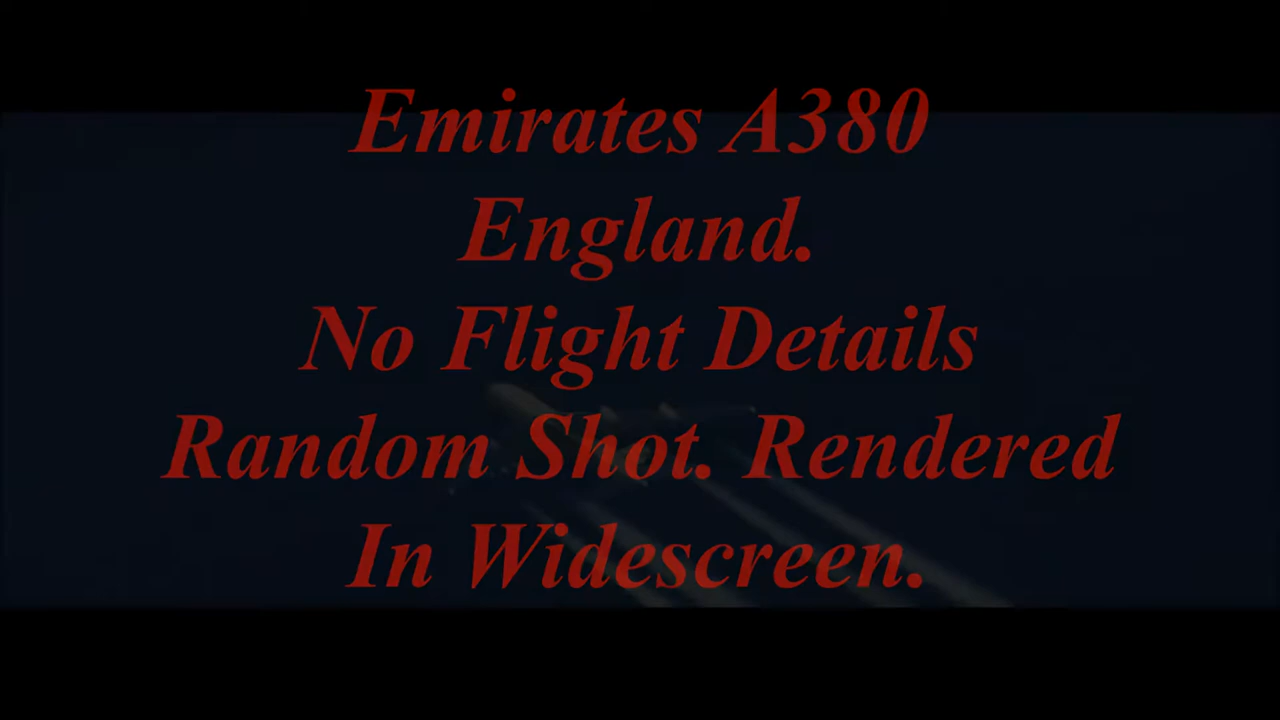 Emirates A380
England.
No Flight Details
Random Shot. Rendered
In Widescreen.